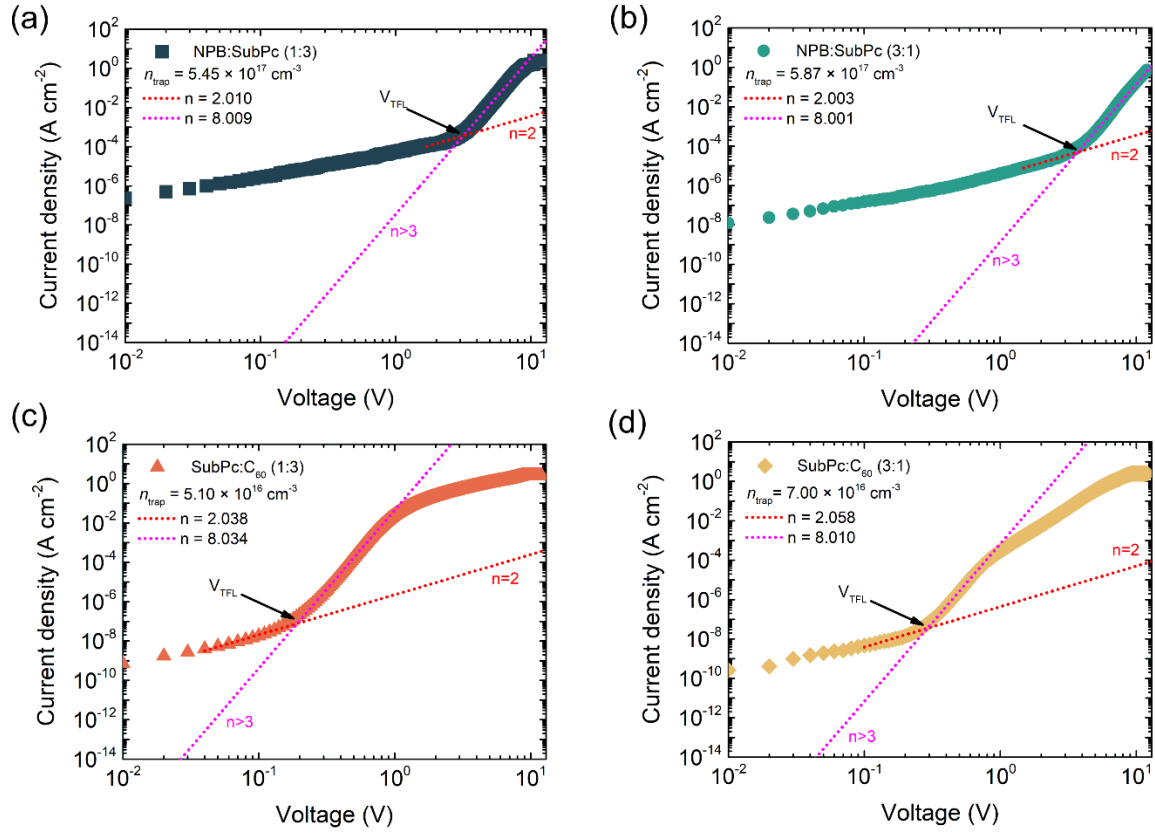 (a)
NPB:SubPc (1:3)
n_trap = 5.45 × 10^17 cm^-3
n = 2.010
n = 8.009
V_TFL
n=2
n>3
Current density (A cm^-2)
10^2
10^0
10^-2
10^-4
10^-6
10^-8
10^-10
10^-12
10^-14
10^-2
10^-1
10^0
10^1
Voltage (V)
(b)
NPB:SubPc (3:1)
n_trap = 5.87 × 10^17 cm^-3
n = 2.003
n = 8.001
V_TFL
n=2
n>3
Current density (A cm^-2)
10^2
10^0
10^-2
10^-4
10^-6
10^-8
10^-10
10^-12
10^-14
10^-2
10^-1
10^0
10^1
Voltage (V)
(c)
SubPc:C_60 (1:3)
n_trap = 5.10 × 10^16 cm^-3
n = 2.038
n = 8.034
V_TFL
n=2
n>3
Current density (A cm^-2)
10^2
10^0
10^-2
10^-4
10^-6
10^-8
10^-10
10^-12
10^-14
10^-2
10^-1
10^0
10^1
Voltage (V)
(d)
SubPc:C_60 (3:1)
n_trap = 7.00 × 10^16 cm^-3
n = 2.058
n = 8.010
V_TFL
n=2
n>3
Current density (A cm^-2)
10^2
10^0
10^-2
10^-4
10^-6
10^-8
10^-10
10^-12
10^-14
10^-2
10^-1
10^0
10^1
Voltage (V)